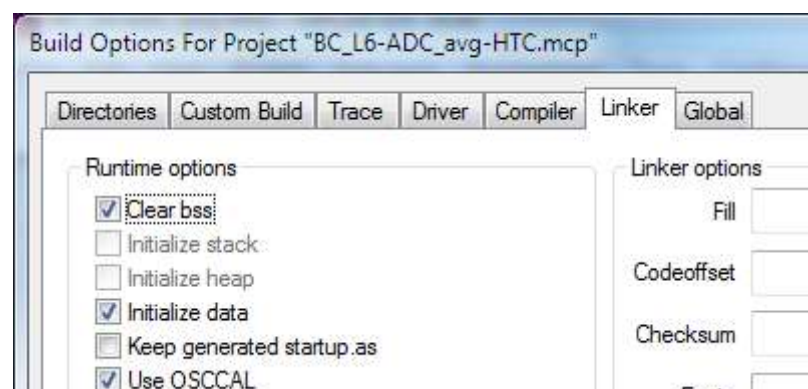 Build Options For Project "BC_L6-ADC_avg-HTC.mcp"
Directories Custom Build Trace Driver Compiler Linker Global
Runtime options
Clear bss
Initialize stack
Initialize heap
Initialize data
Keep generated startup.as
Use OSCCAL
Linker options
Fill
Codeoffset
Checksum